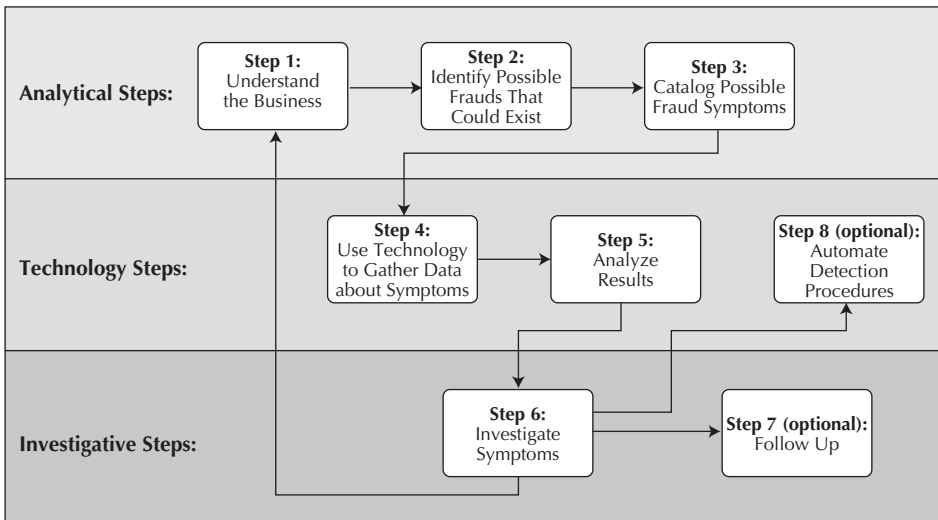 Analytical Steps:
Step 1:
Understand
the Business
Step 2:
Identify Possible
Frauds That
Could Exist
Step 3:
Catalog Possible
Fraud Symptoms
Technology Steps:
Step 4:
Use Technology
to Gather Data
about Symptoms
Step 5:
Analyze
Results
Step 8 (optional):
Automate
Detection
Procedures
Investigative Steps:
Step 6:
Investigate
Symptoms
Step 7 (optional):
Follow Up